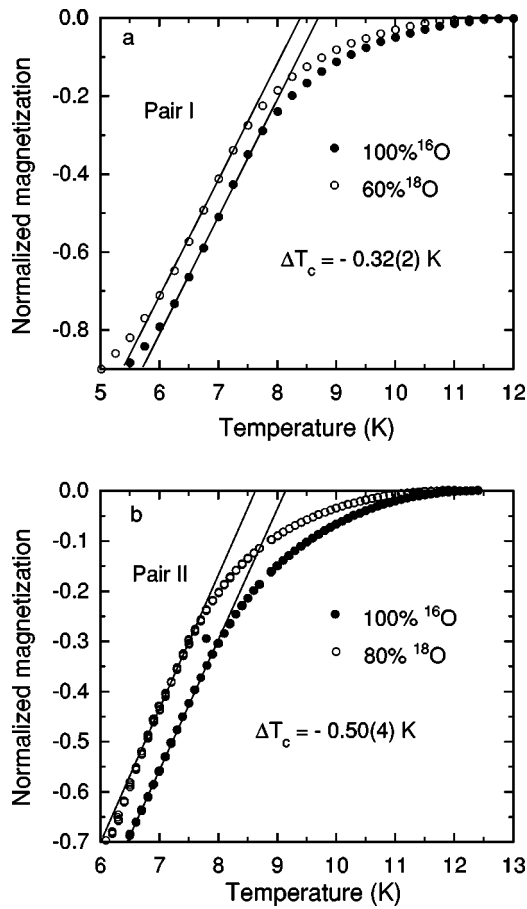 a
0.0
-0.2
-0.4
-0.6
-0.8
Normalized magnetization
Pair I
100%¹⁶O
60%¹⁸O
ΔT_c = - 0.32(2) K
5 6 7 8 9 10 11 12
Temperature (K)
b
0.0
-0.1
-0.2
-0.3
-0.4
-0.5
-0.6
-0.7
Normalized magnetization
Pair II
100% ¹⁶O
80% ¹⁸O
ΔT_c = - 0.50(4) K
6 7 8 9 10 11 12 13
Temperature (K)